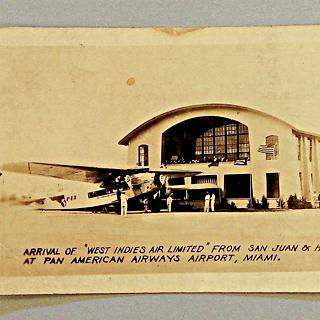 ARRIVAL OF "WEST INDIES AIR LIMITED" FROM SAN JUAN & H
AT PAN AMERICAN AIRWAYS AIRPORT, MIAMI.